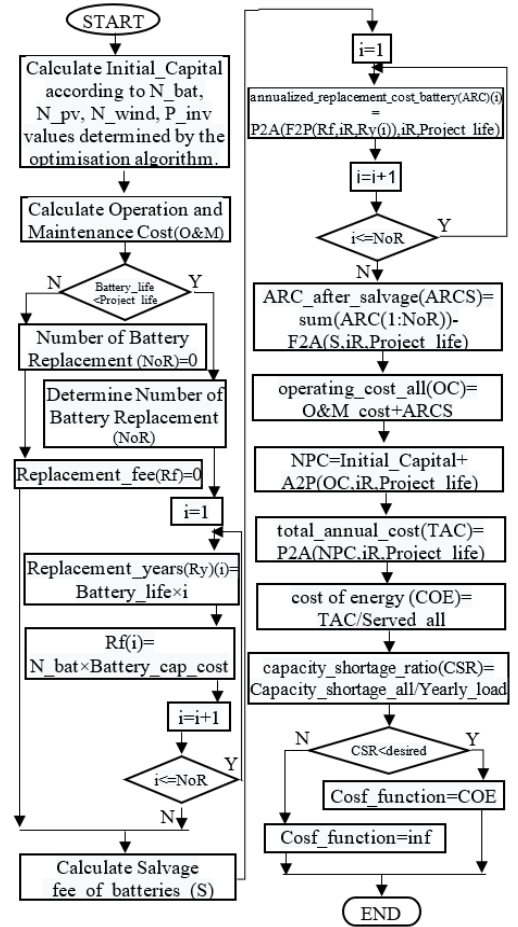 START
Calculate Initial_Capital
according to N_bat,
N_pv, N_wind, P_inv
values determined by the
optimisation algorithm.
Calculate Operation and
Maintenance Cost(O&M)
Battery_life
<Project_life
N
Y
Number of Battery
Replacement (NoR)=0
Determine Number of
Battery Replacement
(NoR)
Replacement_fee(Rf)=0
i=1
Replacement_years(Ry)(i)=
Battery_life×i
Rf(i)=
N_bat×Battery_cap_cost
i=i+1
i<=NoR
Y
N
Calculate Salvage
fee_of_batteries_(S)
i=1
annualized_replacement_cost_battery(ARC)(i)
=
P2A(F2P(Rf,iR,Ry(i)),iR,Project_life)
i=i+1
i<=NoR
Y
N
ARC_after_salvage(ARCS)=
sum(ARC(1:NoR))-
F2A(S,iR,Project_life)
operating_cost_all(OC)=
O&M_cost+ARCS
NPC=Initial_Capital+
A2P(OC,iR,Project_life)
total_annual_cost(TAC)=
P2A(NPC,iR,Project_life)
cost of energy (COE)=
TAC/Served_all
capacity_shortage_ratio(CSR)=
Capacity_shortage_all/Yearly_load
N
CSR<desired
Y
Cosf_function=COE
Cosf_function=inf
END